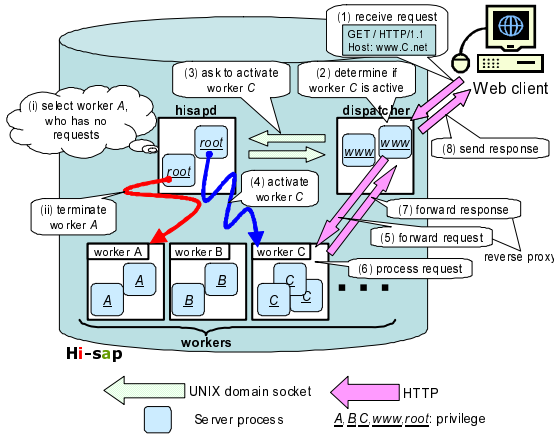 (1) receive request
GET / HTTP/1.1
Host: www.C.net
(3) ask to activate
worker C
(2) determine if
worker C is active
Web client
(i) select worker A,
who has no
requests
hisapd
dispatcher
root
root
www
www
(8) send response
(4) activate
worker C
(ii) terminate
worker A
(7) forward response
(5) forward request
reverse proxy
(6) process request
worker A
worker B
worker C
A
A
B
B
C
C
C
■ ■ ■
workers
Hi-sap
UNIX domain socket
HTTP
Server process
A,B,C,www,root: privilege